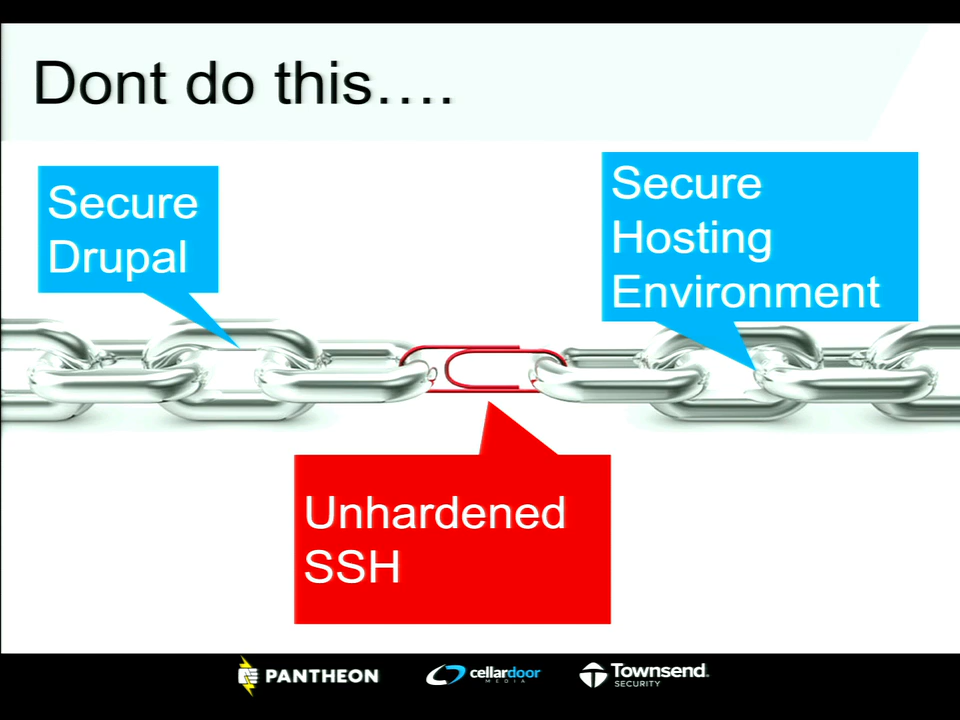 Dont do this....
Secure
Drupal
Secure
Hosting
Environment
Unhardened
SSH
PANTHEON
cellardoor
MEDIA
Townsend
SECURITY